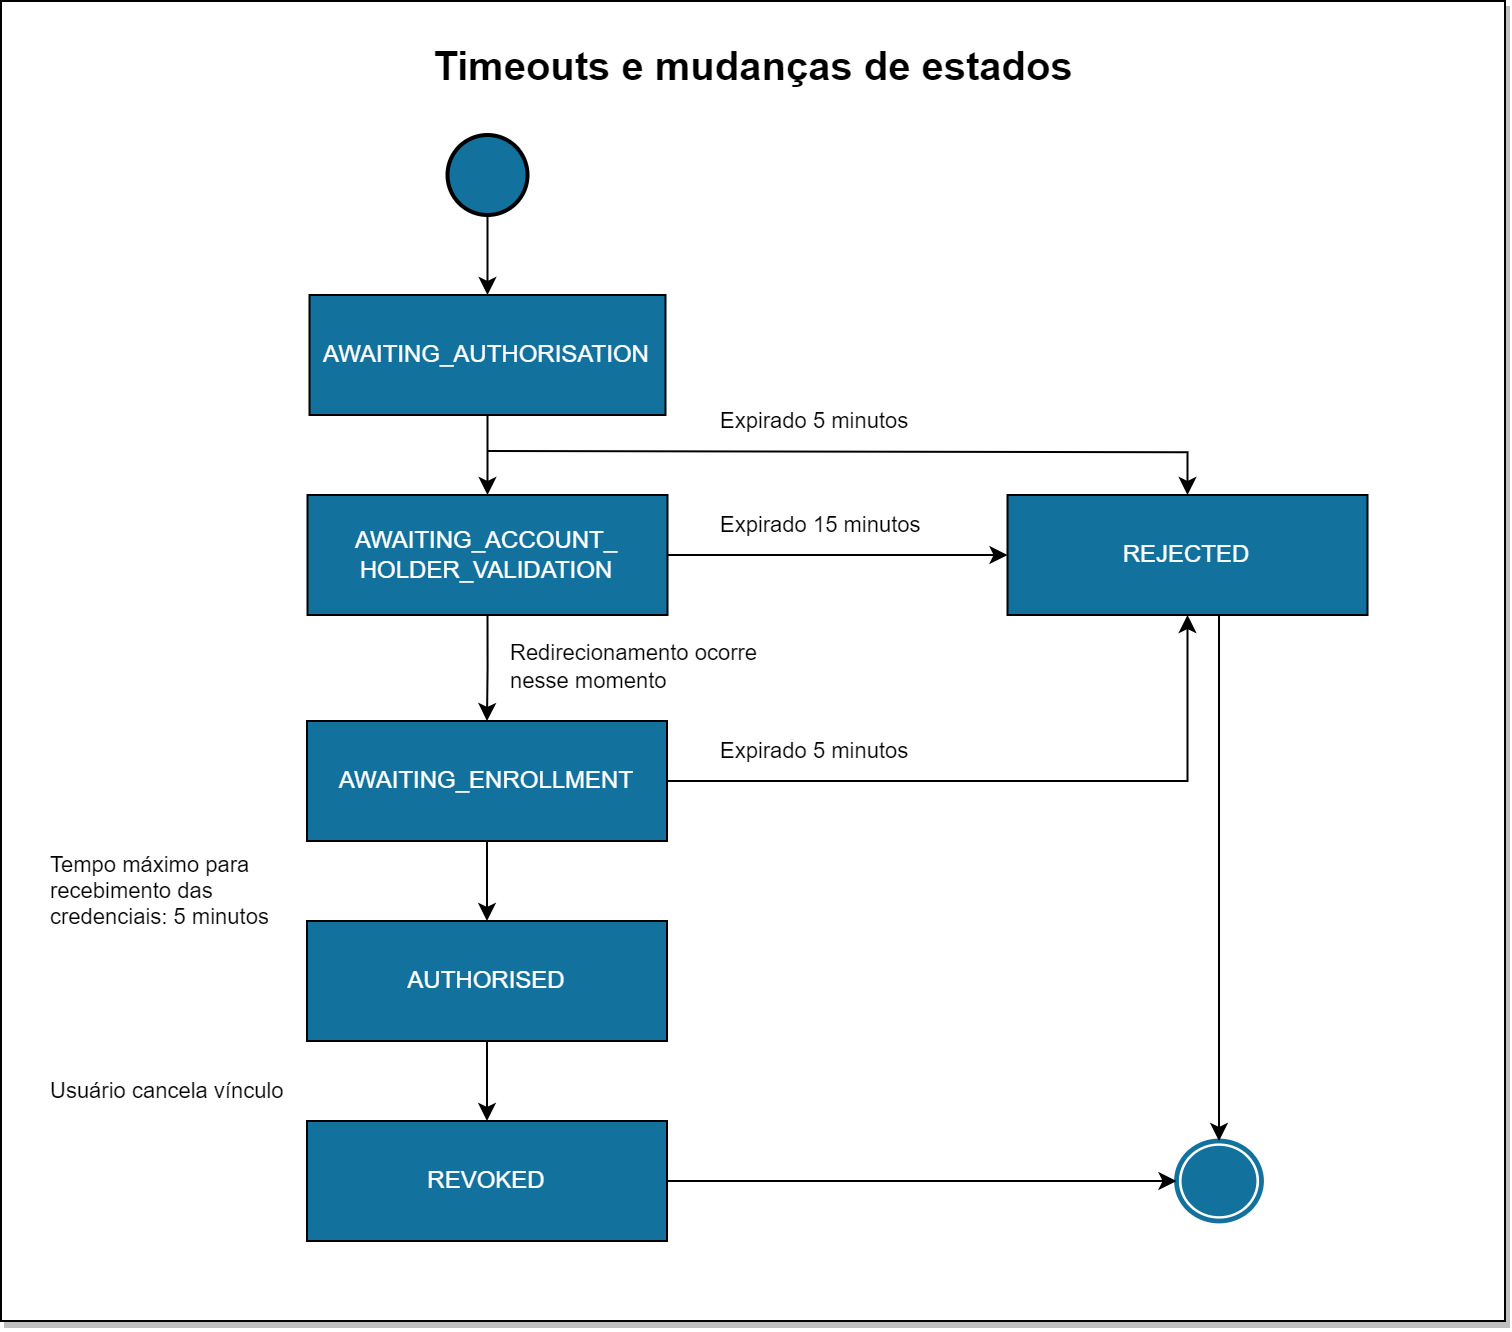 Timeouts e mudanças de estados
AWAITING_AUTHORISATION
Expirado 5 minutos
AWAITING_ACCOUNT_
HOLDER_VALIDATION
Expirado 15 minutos
REJECTED
Redirecionamento ocorre
nesse momento
AWAITING_ENROLLMENT
Expirado 5 minutos
Tempo máximo para
recebimento das
credenciais: 5 minutos
AUTHORISED
Usuário cancela vínculo
REVOKED